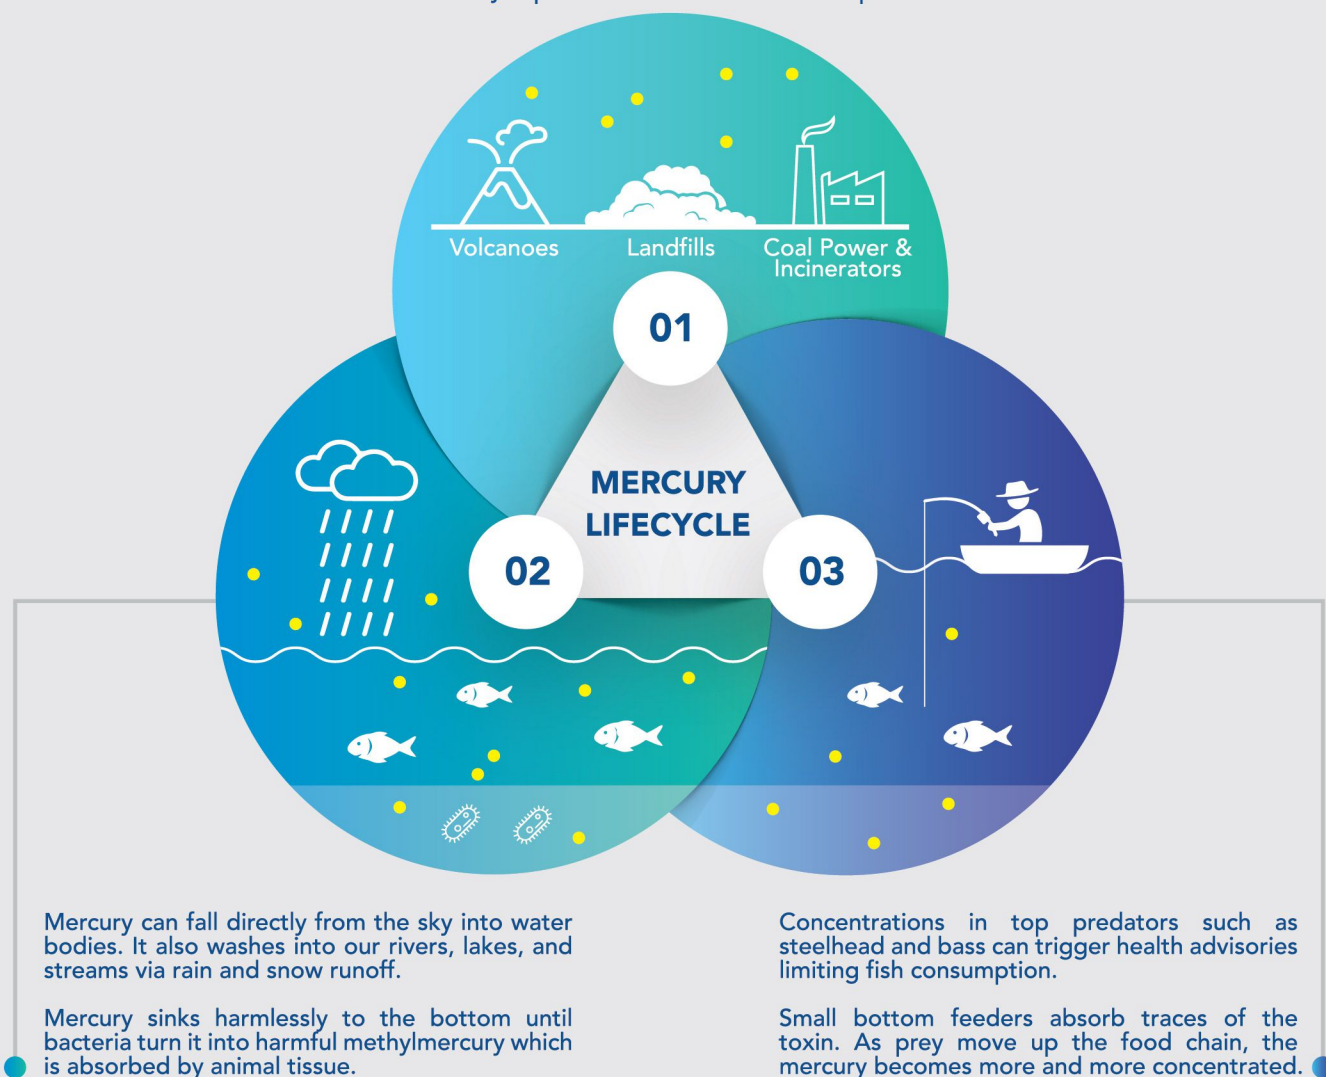 Volcanoes
Landfills
Coal Power &
Incinerators
01
MERCURY
LIFECYCLE
02
03
Mercury can fall directly from the sky into water
bodies. It also washes into our rivers, lakes, and
streams via rain and snow runoff.
Mercury sinks harmlessly to the bottom until
bacteria turn it into harmful methylmercury which
is absorbed by animal tissue.
Concentrations in top predators such as
steelhead and bass can trigger health advisories
limiting fish consumption.
Small bottom feeders absorb traces of the
toxin. As prey move up the food chain, the
mercury becomes more and more concentrated.